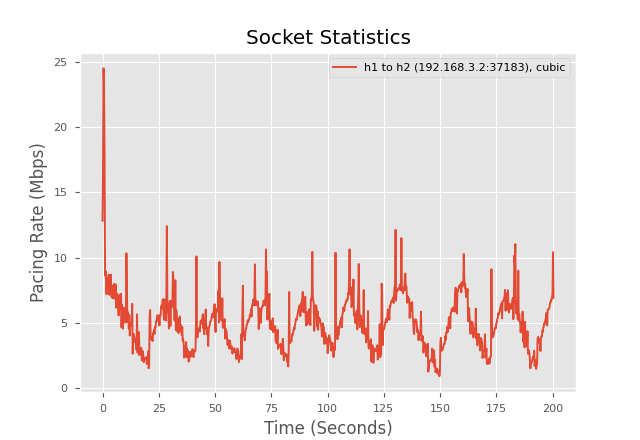 Socket Statistics
h1 to h2 (192.168.3.2:37183), cubic
Pacing Rate (Mbps)
25
20
15
10
5
0
0 25 50 75 100 125 150 175 200
Time (Seconds)